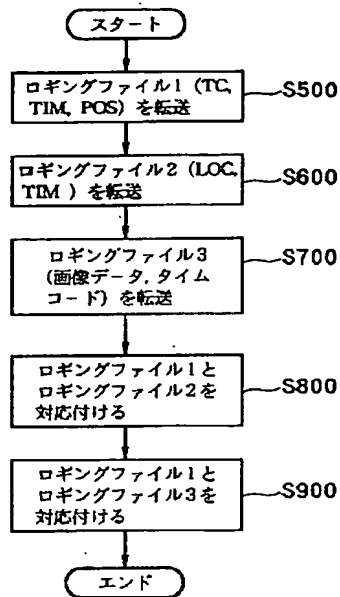 スタート
ロギングファイル1 (TC,
TIM, POS) を転送
S500
ロギングファイル2 (LOC,
TIM ) を転送
S600
ロギングファイル3
(画像データ, タイム
コード) を転送
S700
ロギングファイル1と
ロギングファイル2を
対応付ける
S800
ロギングファイル1と
ロギングファイル3を
対応付ける
S900
エンド